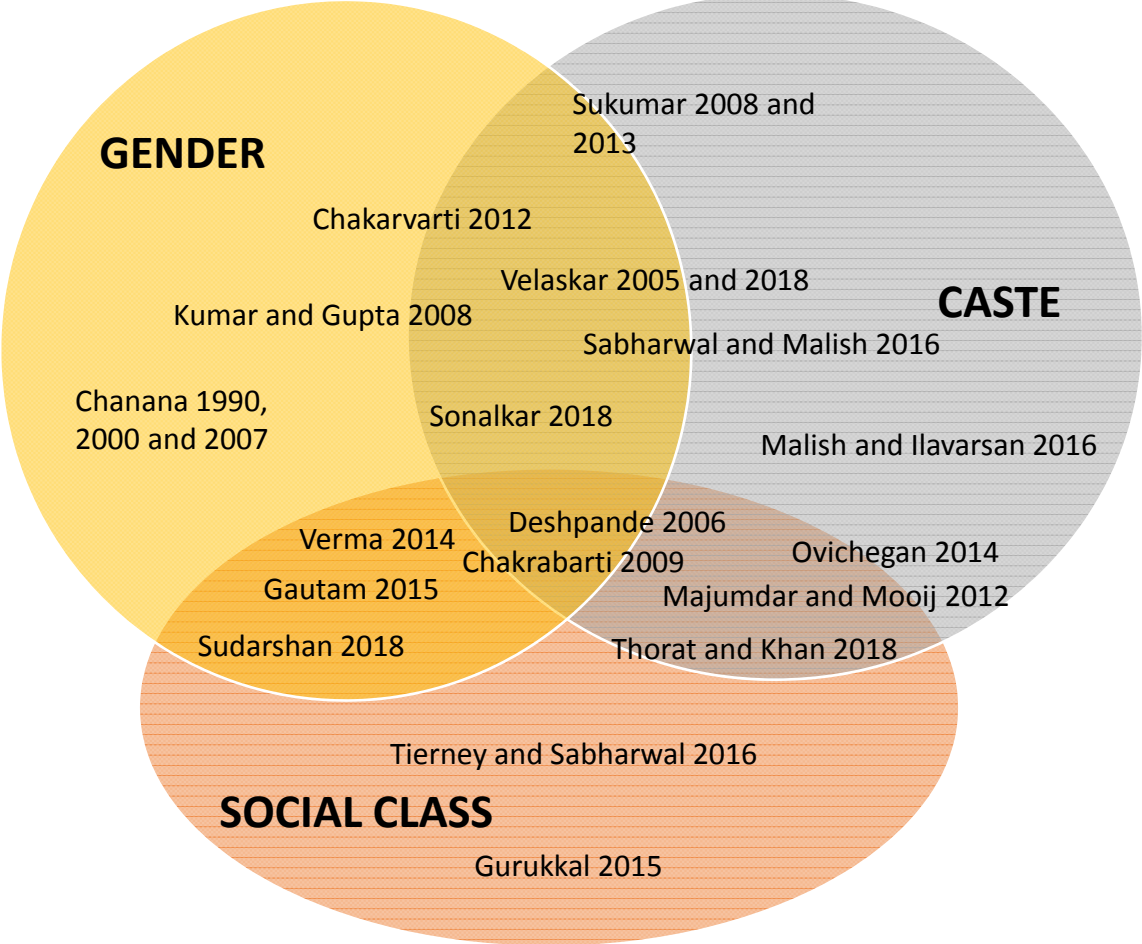 Sukumar 2008 and
2013
GENDER
Chakarvarti 2012
Velaskar 2005 and 2018
CASTE
Kumar and Gupta 2008
Sabharwal and Malish 2016
Chanana 1990,
2000 and 2007
Sonalkar 2018
Malish and Ilavarsan 2016
Deshpande 2006
Verma 2014
Ovichegan 2014
Chakrabarti 2009
Gautam 2015
Majumdar and Mooij 2012
Sudarshan 2018
Thorat and Khan 2018
Tierney and Sabharwal 2016
SOCIAL CLASS
Gurukkal 2015